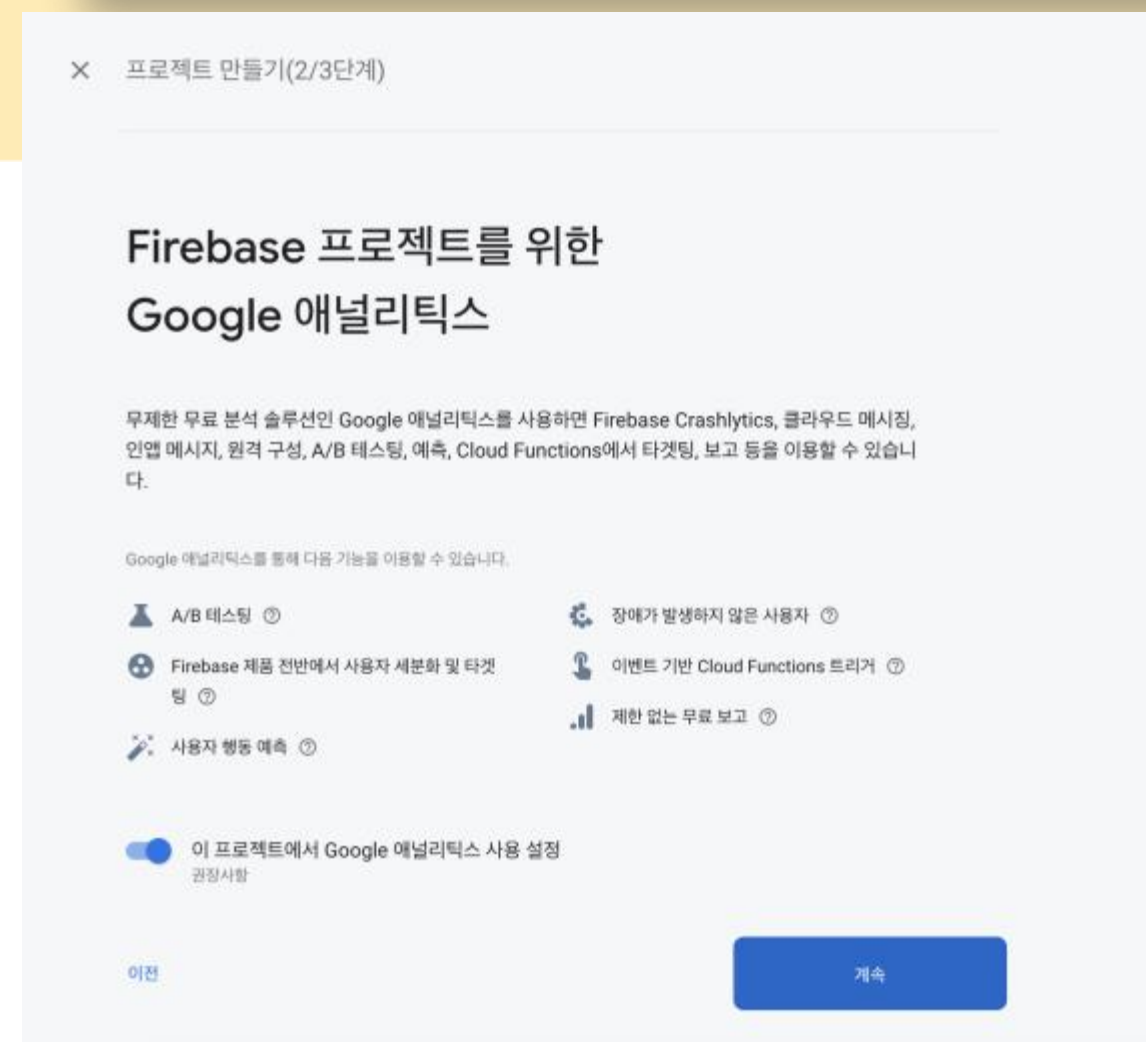 프로젝트 만들기(2/3단계)
Firebase 프로젝트를 위한
Google 애널리틱스
무제한 무료 분석 솔루션인 Google 애널리틱스를 사용하면 Firebase Crashlytics, 클라우드 메시징,
인앱 메시지, 원격 구성, A/B 테스팅, 예측, Cloud Functions에서 타겟팅, 보고 등을 이용할 수 있습니
다.
Google 애널리틱스를 통해 다음 기능을 이용할 수 있습니다.
A/B 테스팅
Firebase 제품 전반에서 사용자 세분화 및 타겟
팅
사용자 행동 예측
장애가 발생하지 않은 사용자
이벤트 기반 Cloud Functions 트리거
제한 없는 무료 보고
이 프로젝트에서 Google 애널리틱스 사용 설정
권장사항
이전
계속